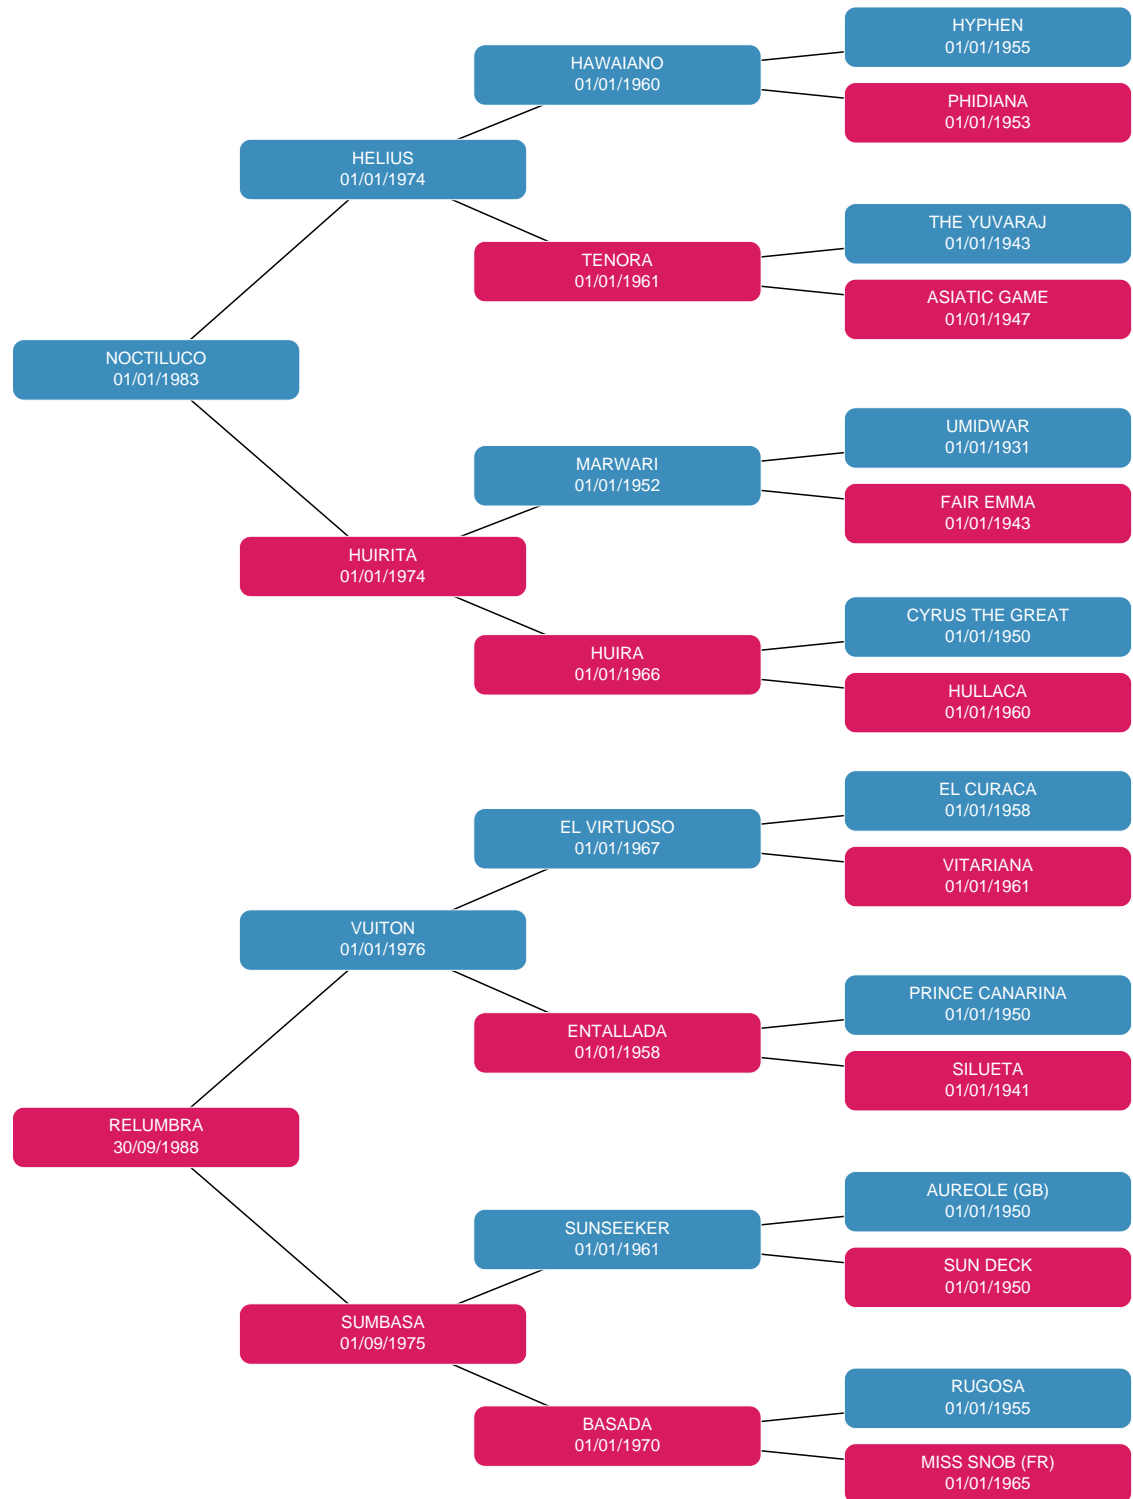 HYPHEN
01/01/1955
HAWAIANO
01/01/1960
PHIDIANA
01/01/1953
HELIUS
01/01/1974
THE YUVARAJ
01/01/1943
TENORA
01/01/1961
ASIATIC GAME
01/01/1947
NOCTILUCO
01/01/1983
UMIDWAR
01/01/1931
MARWARI
01/01/1952
FAIR EMMA
01/01/1943
HUIRITA
01/01/1974
CYRUS THE GREAT
01/01/1950
HUIRA
01/01/1966
HULLACA
01/01/1960
EL CURACA
01/01/1958
EL VIRTUOSO
01/01/1967
VITARIANA
01/01/1961
VUITON
01/01/1976
PRINCE CANARINA
01/01/1950
ENTALLADA
01/01/1958
SILUETA
01/01/1941
RELUMBRA
30/09/1988
AUREOLE (GB)
01/01/1950
SUNSEEKER
01/01/1961
SUN DECK
01/01/1950
SUMBASA
01/09/1975
RUGOSA
01/01/1955
BASADA
01/01/1970
MISS SNOB (FR)
01/01/1965